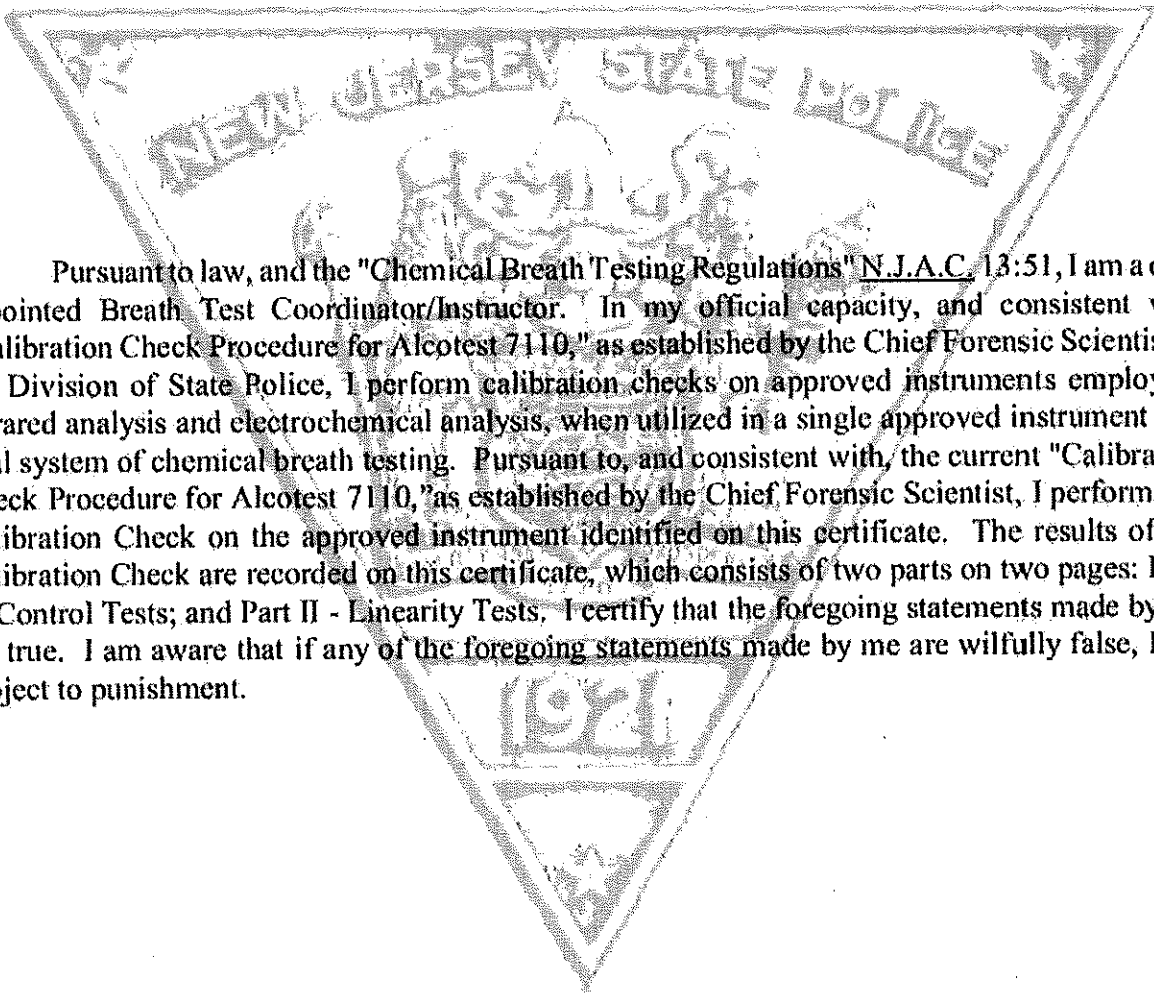 NEW JERSEY STATE POLICE
Pursuant to law, and the "Chemical Breath Testing Regulations" N.J.A.C. 13:51, I am a
ointed Breath Test Coordinator/Instructor. In my official capacity, and consistent
libration Check Procedure for Alcotest 7110," as established by the Chief Forensic Scientis
Division of State Police, I perform calibration checks on approved instruments employ
rared analysis and electrochemical analysis, when utilized in a single approved instrument
l system of chemical breath testing. Pursuant to, and consistent with, the current "Calibra
eck Procedure for Alcotest 7110,"as established by the Chief Forensic Scientist, I perform
ibration Check on the approved instrument identified on this certificate. The results of
ibration Check are recorded on this certificate, which consists of two parts on two pages:
Control Tests; and Part II - Linearity Tests. I certify that the foregoing statements made by
true. I am aware that if any of the foregoing statements made by me are wilfully false, I
ject to punishment.
1921